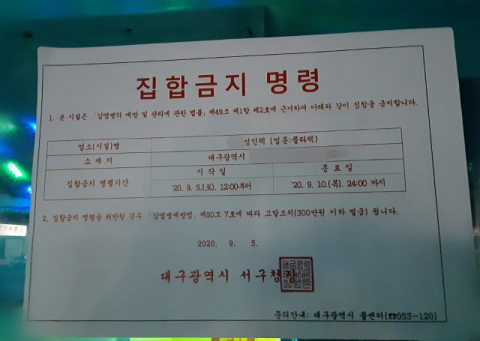 집합금지 명령
1. 본 시설은 「감염병의 예방 및 관리에 관한 법률」 제49조 제1항 제2호에 근거하여 아래와 같이 집합을 금지합니다.
업소(시설)명 성인텍 (업종:콜라텍)
소 재 지 대구광역시
집합금지 명령기간 시 작 일 종 료 일
'20. 9. 5.(토). 12:00부터 '20. 9. 10.(목). 24:00 까지
2. 집합금지 명령을 위반할 경우 「감염병예방법」 제80조 7호에 따라 고발조치(300만원 이하 벌금) 됩니다.
2020. 9. 5.
대구광역시 서구청장
문의안내: 대구광역시 콜센터(☎053-120)